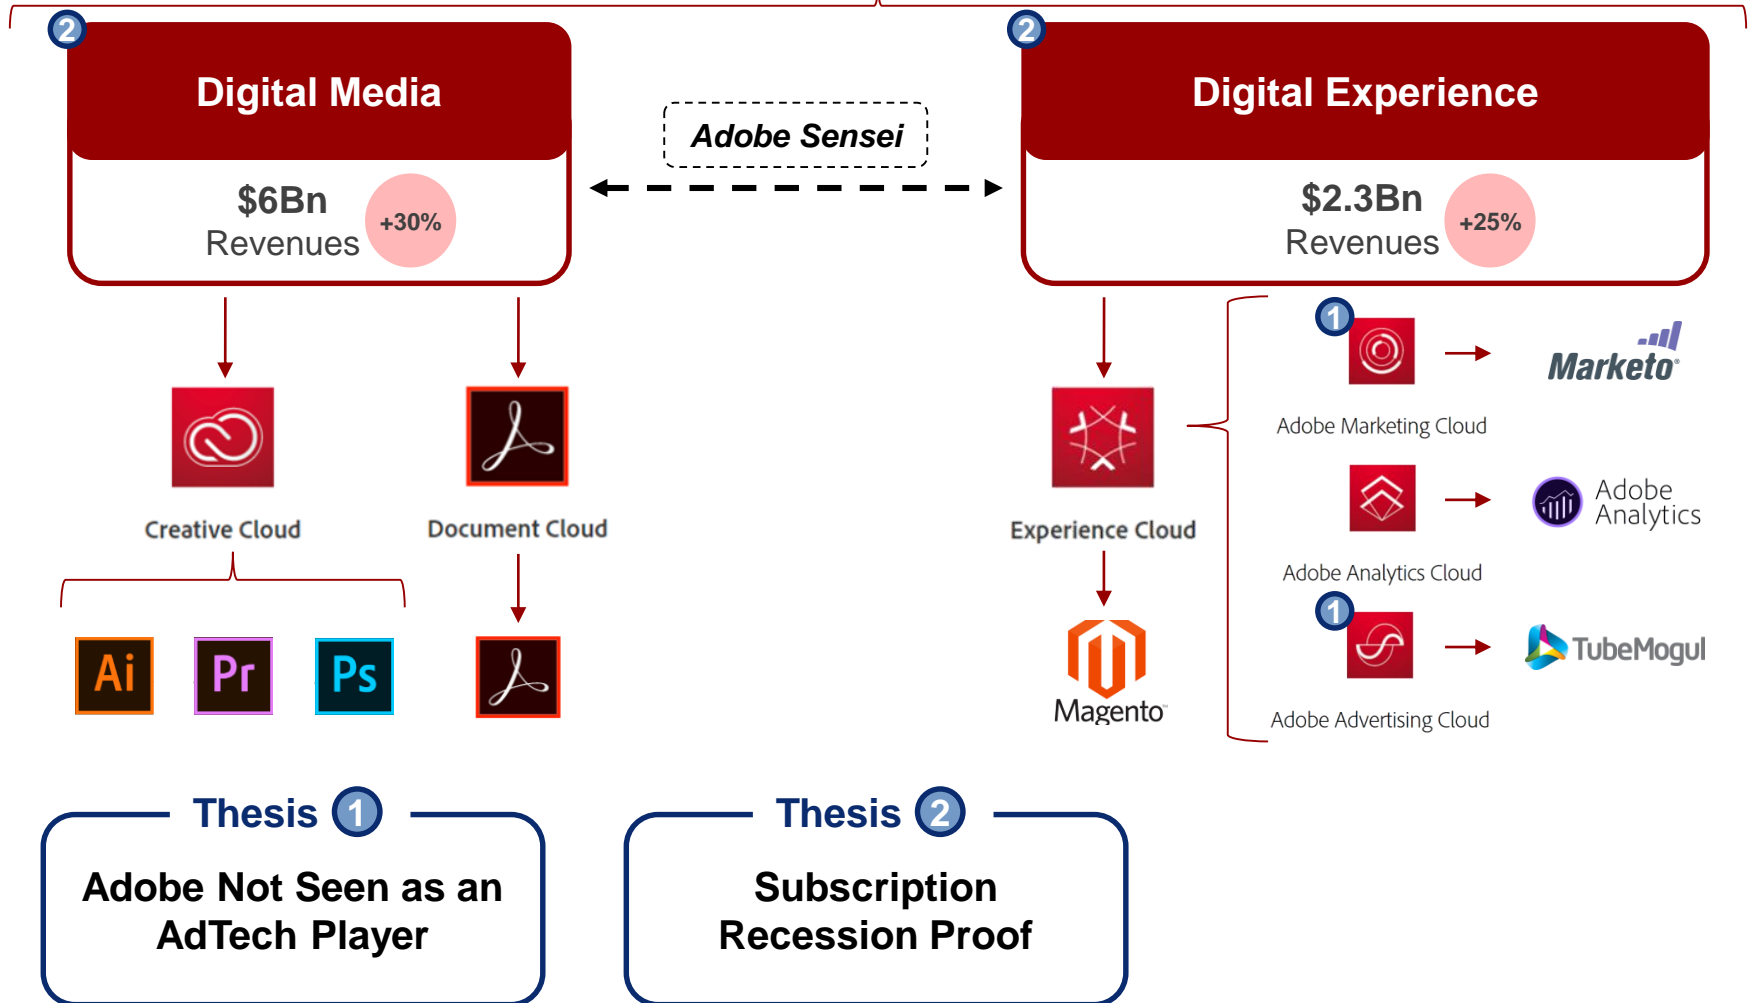 2
Digital Media
$6Bn
Revenues
+30%
Adobe Sensei
2
Digital Experience
$2.3Bn
Revenues
+25%
Creative Cloud
Document Cloud
Ai
Pr
Ps
Experience Cloud
Magento™
1
Marketo®
Adobe Marketing Cloud
Adobe
Analytics
Adobe Analytics Cloud
1
TubeMogul
Adobe Advertising Cloud
Thesis 1
Adobe Not Seen as an
AdTech Player
Thesis 2
Subscription
Recession Proof